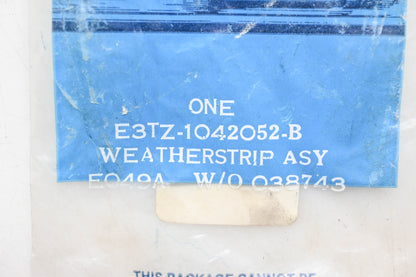 ONE
E3TZ-1042052-B
WEATHERSTRIP ASY
E049A W/O 038743
THIS PACKAGE CANNOT BE